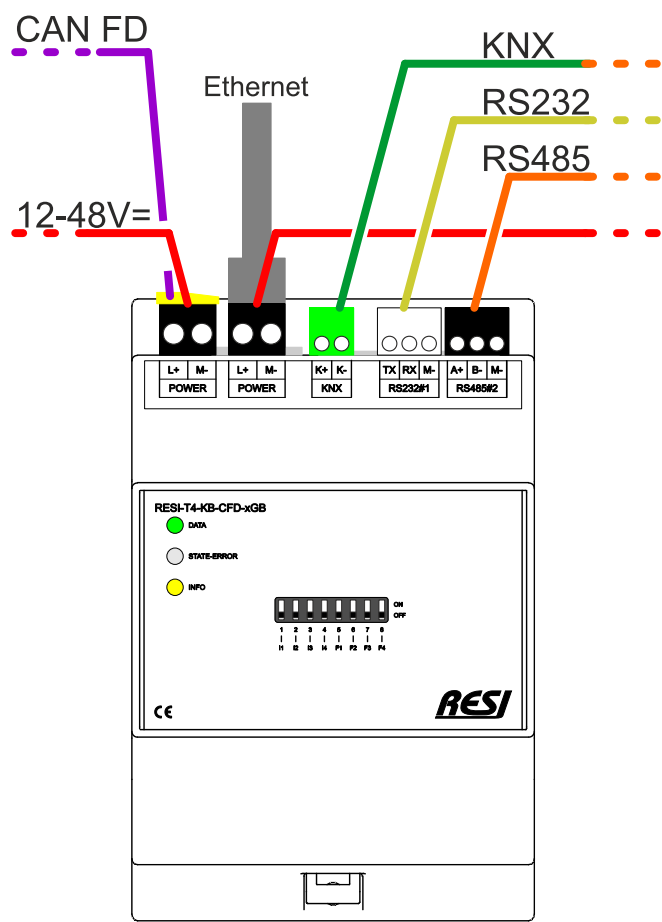 CAN FD
KNX
Ethernet
RS232
RS485
12-48V=
L+ M- L+ M- K+ K- TX RX M- A+ B- M-
POWER POWER KNX RS232#1 RS485#2
RESI-T4-KB-CFD-xGB
DATA
STATE-ERROR
INFO
ON
OFF
1 2 3 4 5 6 7 8
I1 I2 I3 I4 F1 F2 F3 F4
CE
RESI